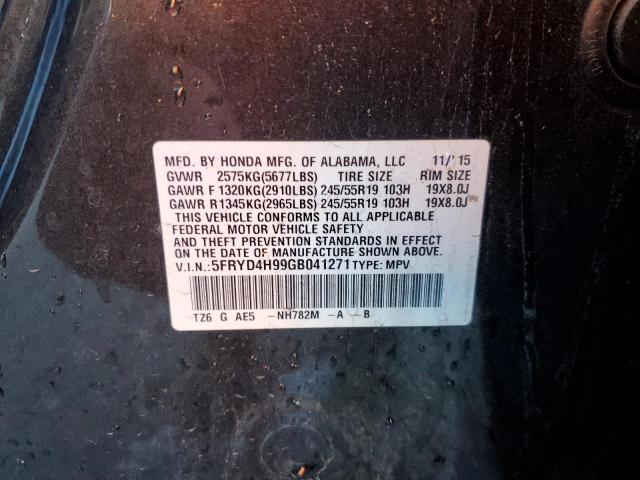 MFD. BY HONDA MFG. OF ALABAMA, LLC 11/15
GVWR 2575KG(5677LBS) TIRE SIZE RIM SIZE
GAWR F 1320KG(2910LBS) 245/55R19 103H 19X8.0J
GAWR R1345KG(2965LBS) 245/55R19 103H 19X8.0J
THIS VEHICLE CONFORMS TO ALL APPLICABLE
FEDERAL MOTOR VEHICLE SAFETY
AND THEFT PREVENTION STANDARDS IN EFFECT
ON THE DATE OF MANUFACTURE SHOWN ABOVE.
V.I.N.: 5FRYD4H99GB041271 TYPE: MPV
TZ6 G AE5 -NH782M -A -B